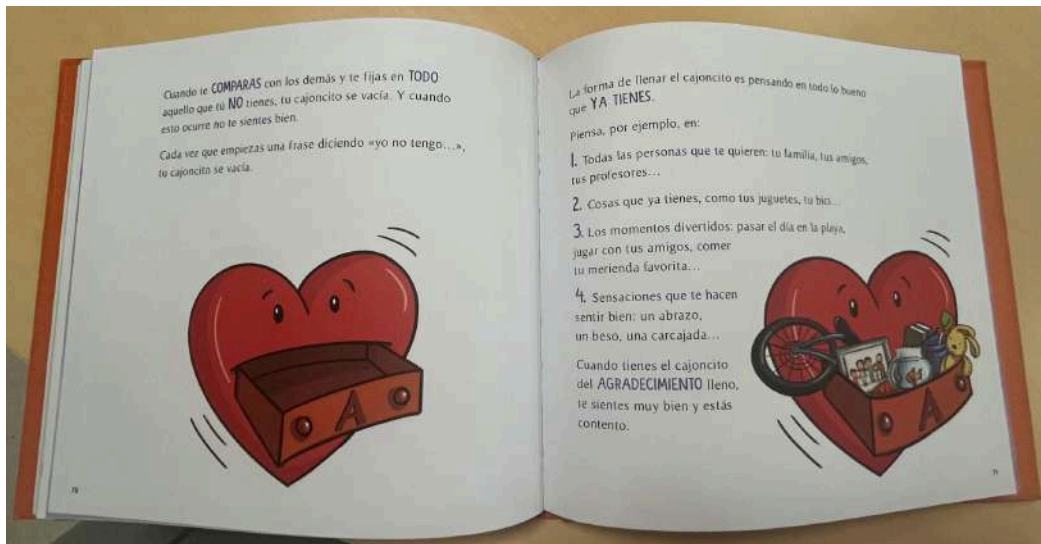 Cuando te COMPARAS con los demás y te fijas en TODO
aquello que tú NO tienes, tu cajoncito se vacía. Y cuando
esto ocurre no te sientes bien.
Cada vez que empiezas una frase diciendo «yo no tengo...»,
tu cajoncito se vacía.
A
La forma de llenar el cajoncito es pensando en todo lo bueno
que YA TIENES.
Piensa, por ejemplo, en:
1. Todas las personas que te quieren: tu familia, tus amigos,
tus profesores...
2. Cosas que ya tienes, como tus juguetes, tu bici...
3. Los momentos divertidos: pasar el día en la playa,
jugar con tus amigos, comer
tu merienda favorita...
4. Sensaciones que te hacen
sentir bien: un abrazo,
un beso, una carcajada...
Cuando tienes el cajoncito
del AGRADECIMIENTO lleno,
te sientes muy bien y estás
contento.
A